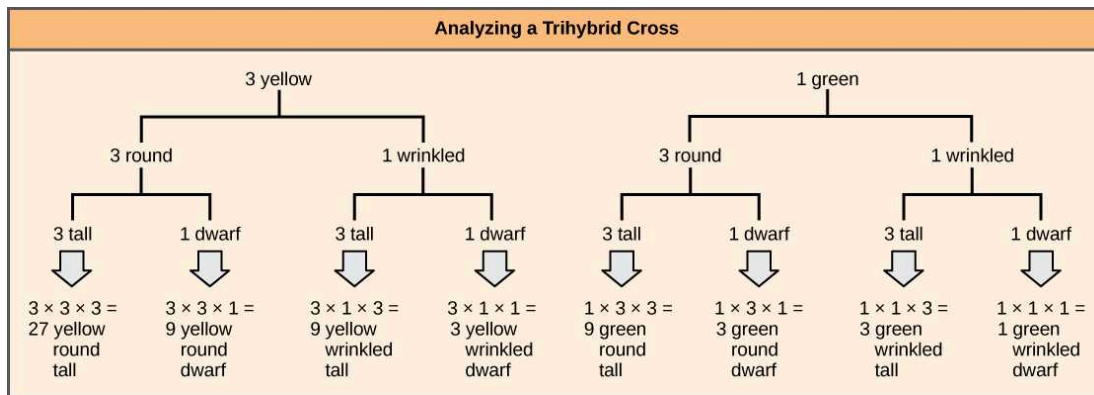 Analyzing a Trihybrid Cross
3 yellow
1 green
3 round
1 wrinkled
3 round
1 wrinkled
3 tall
1 dwarf
3 tall
1 dwarf
3 tall
1 dwarf
3 tall
1 dwarf
3 × 3 × 3 =
27 yellow
round
tall
3 × 3 × 1 =
9 yellow
round
dwarf
3 × 1 × 3 =
9 yellow
wrinkled
tall
3 × 1 × 1 =
3 yellow
wrinkled
dwarf
1 × 3 × 3 =
9 green
round
tall
1 × 3 × 1 =
3 green
round
dwarf
1 × 1 × 3 =
3 green
wrinkled
tall
1 × 1 × 1 =
1 green
wrinkled
dwarf